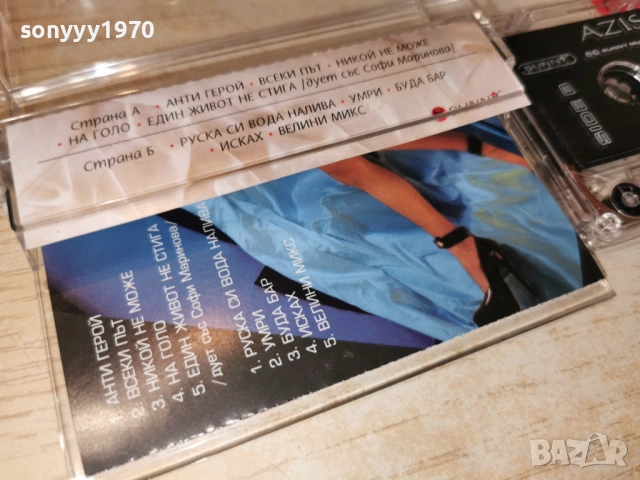 sonyyy1970
Страна А • АНТИ ГЕРОЙ • ВСЕКИ ПЪТ • НИКОЙ НЕ МОЖЕ
• НА ГОЛО • ЕДИН ЖИВОТ НЕ СТИГА /дует със Софи Маринова/
Страна Б • РУСКА СИ ВОДА НАЛИВА • УМРИ • БУДА БАР
• ИСКАХ • ВЕЛИНИ МИКС
AZIS
SIDE B
АНТИ ГЕРОЙ
2. ВСЕКИ ПЪТ
3. НИКОЙ НЕ МОЖЕ
4. НА ГОЛО
5. ЕДИН ЖИВОТ НЕ СТИГА
/дует със Софи Маринова/
1. РУСКА СИ ВОДА НАЛИВА
2. УМРИ
3. БУДА БАР
4. ИСКАХ
5. ВЕЛИНИ МИКС
BAZAR